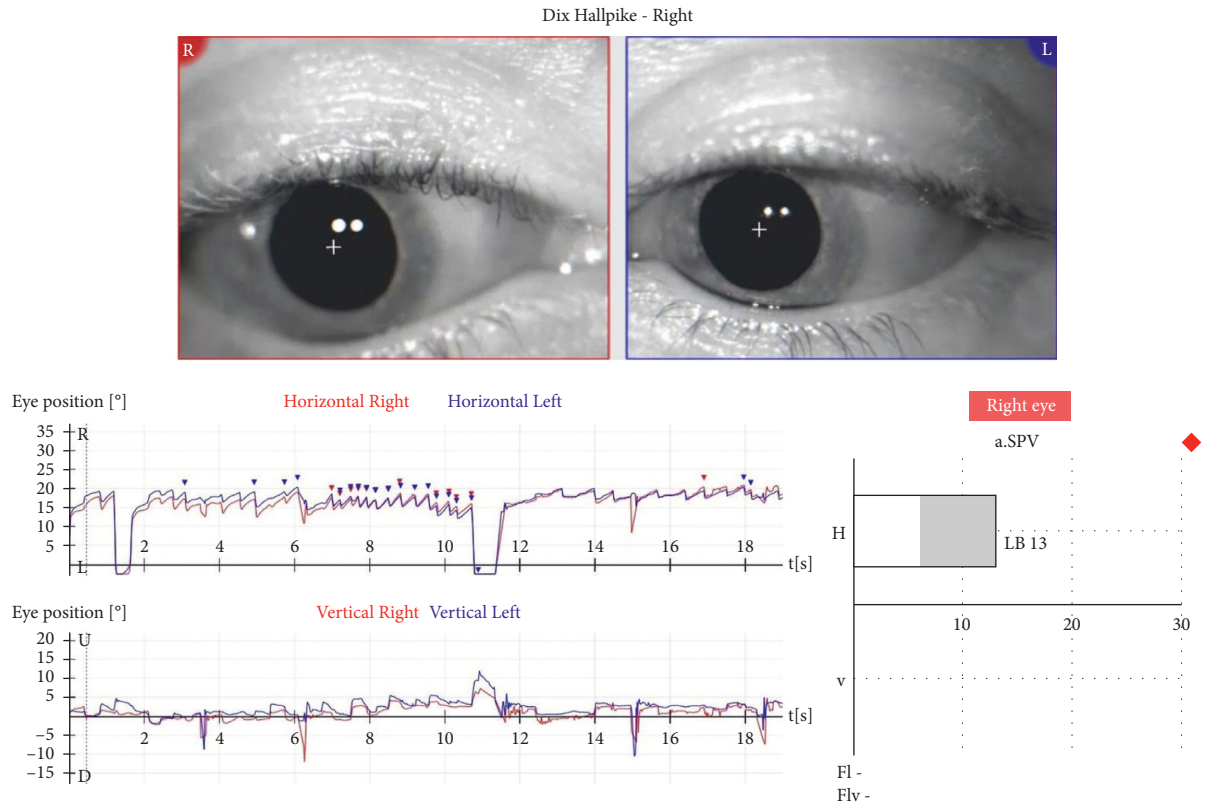 Dix Hallpike - Right
R
L
Eye position [°]
Horizontal Right
Horizontal Left
35
30
25
20
15
10
5
R
L
2
4
6
8
10
12
14
16
18
t[s]
Eye position [°]
Vertical Right
Vertical Left
20
15
10
5
−5
−10
−15
U
D
2
4
6
8
10
12
14
16
18
t[s]
Right eye
a.SPV
H
LB 13
10
20
30
v
Fl -
Flv -